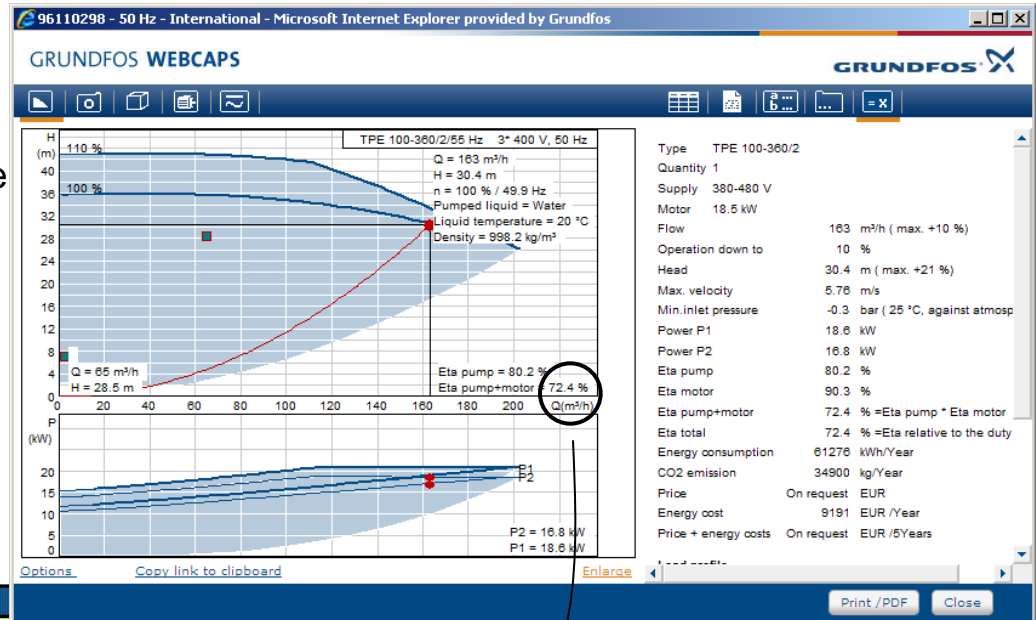 96110298 - 50 Hz - International - Microsoft Internet Explorer provided by Grundfos
GRUNDFOS WEBCAPS
GRUNDFOS
e
H
(m)
110 %
100 %
40
36
32
28
24
20
16
12
8
4
0
TPE 100-360/2/55 Hz 3* 400 V, 50 Hz
Q = 163 m³/h
H = 30.4 m
n = 100 % / 49.9 Hz
Pumped liquid = Water
Liquid temperature = 20 °C
Density = 998.2 kg/m³
Q = 65 m³/h
H = 28.5 m
Eta pump = 80.2 %
Eta pump+motor = 72.4 %
0 20 40 60 80 100 120 140 160 180 200 Q(m³/h)
P
(kW)
20
15
10
5
0
P1
P2
P2 = 16.8 kW
P1 = 18.6 kW
Options Copy link to clipboard Enlarge
Type TPE 100-360/2
Quantity 1
Supply 380-480 V
Motor 18.5 kW
Flow 163 m³/h ( max. +10 %)
Operation down to 10 %
Head 30.4 m ( max. +21 %)
Max. velocity 5.76 m/s
Min.inlet pressure -0.3 bar ( 25 °C, against atmosp
Power P1 18.6 kW
Power P2 16.8 kW
Eta pump 80.2 %
Eta motor 90.3 %
Eta pump+motor 72.4 % =Eta pump * Eta motor
Eta total 72.4 % =Eta relative to the duty
Energy consumption 61276 kWh/Year
CO2 emission 34900 kg/Year
Price On request EUR
Energy cost 9191 EUR /Year
Price + energy costs On request EUR /5Years
Print /PDF Close